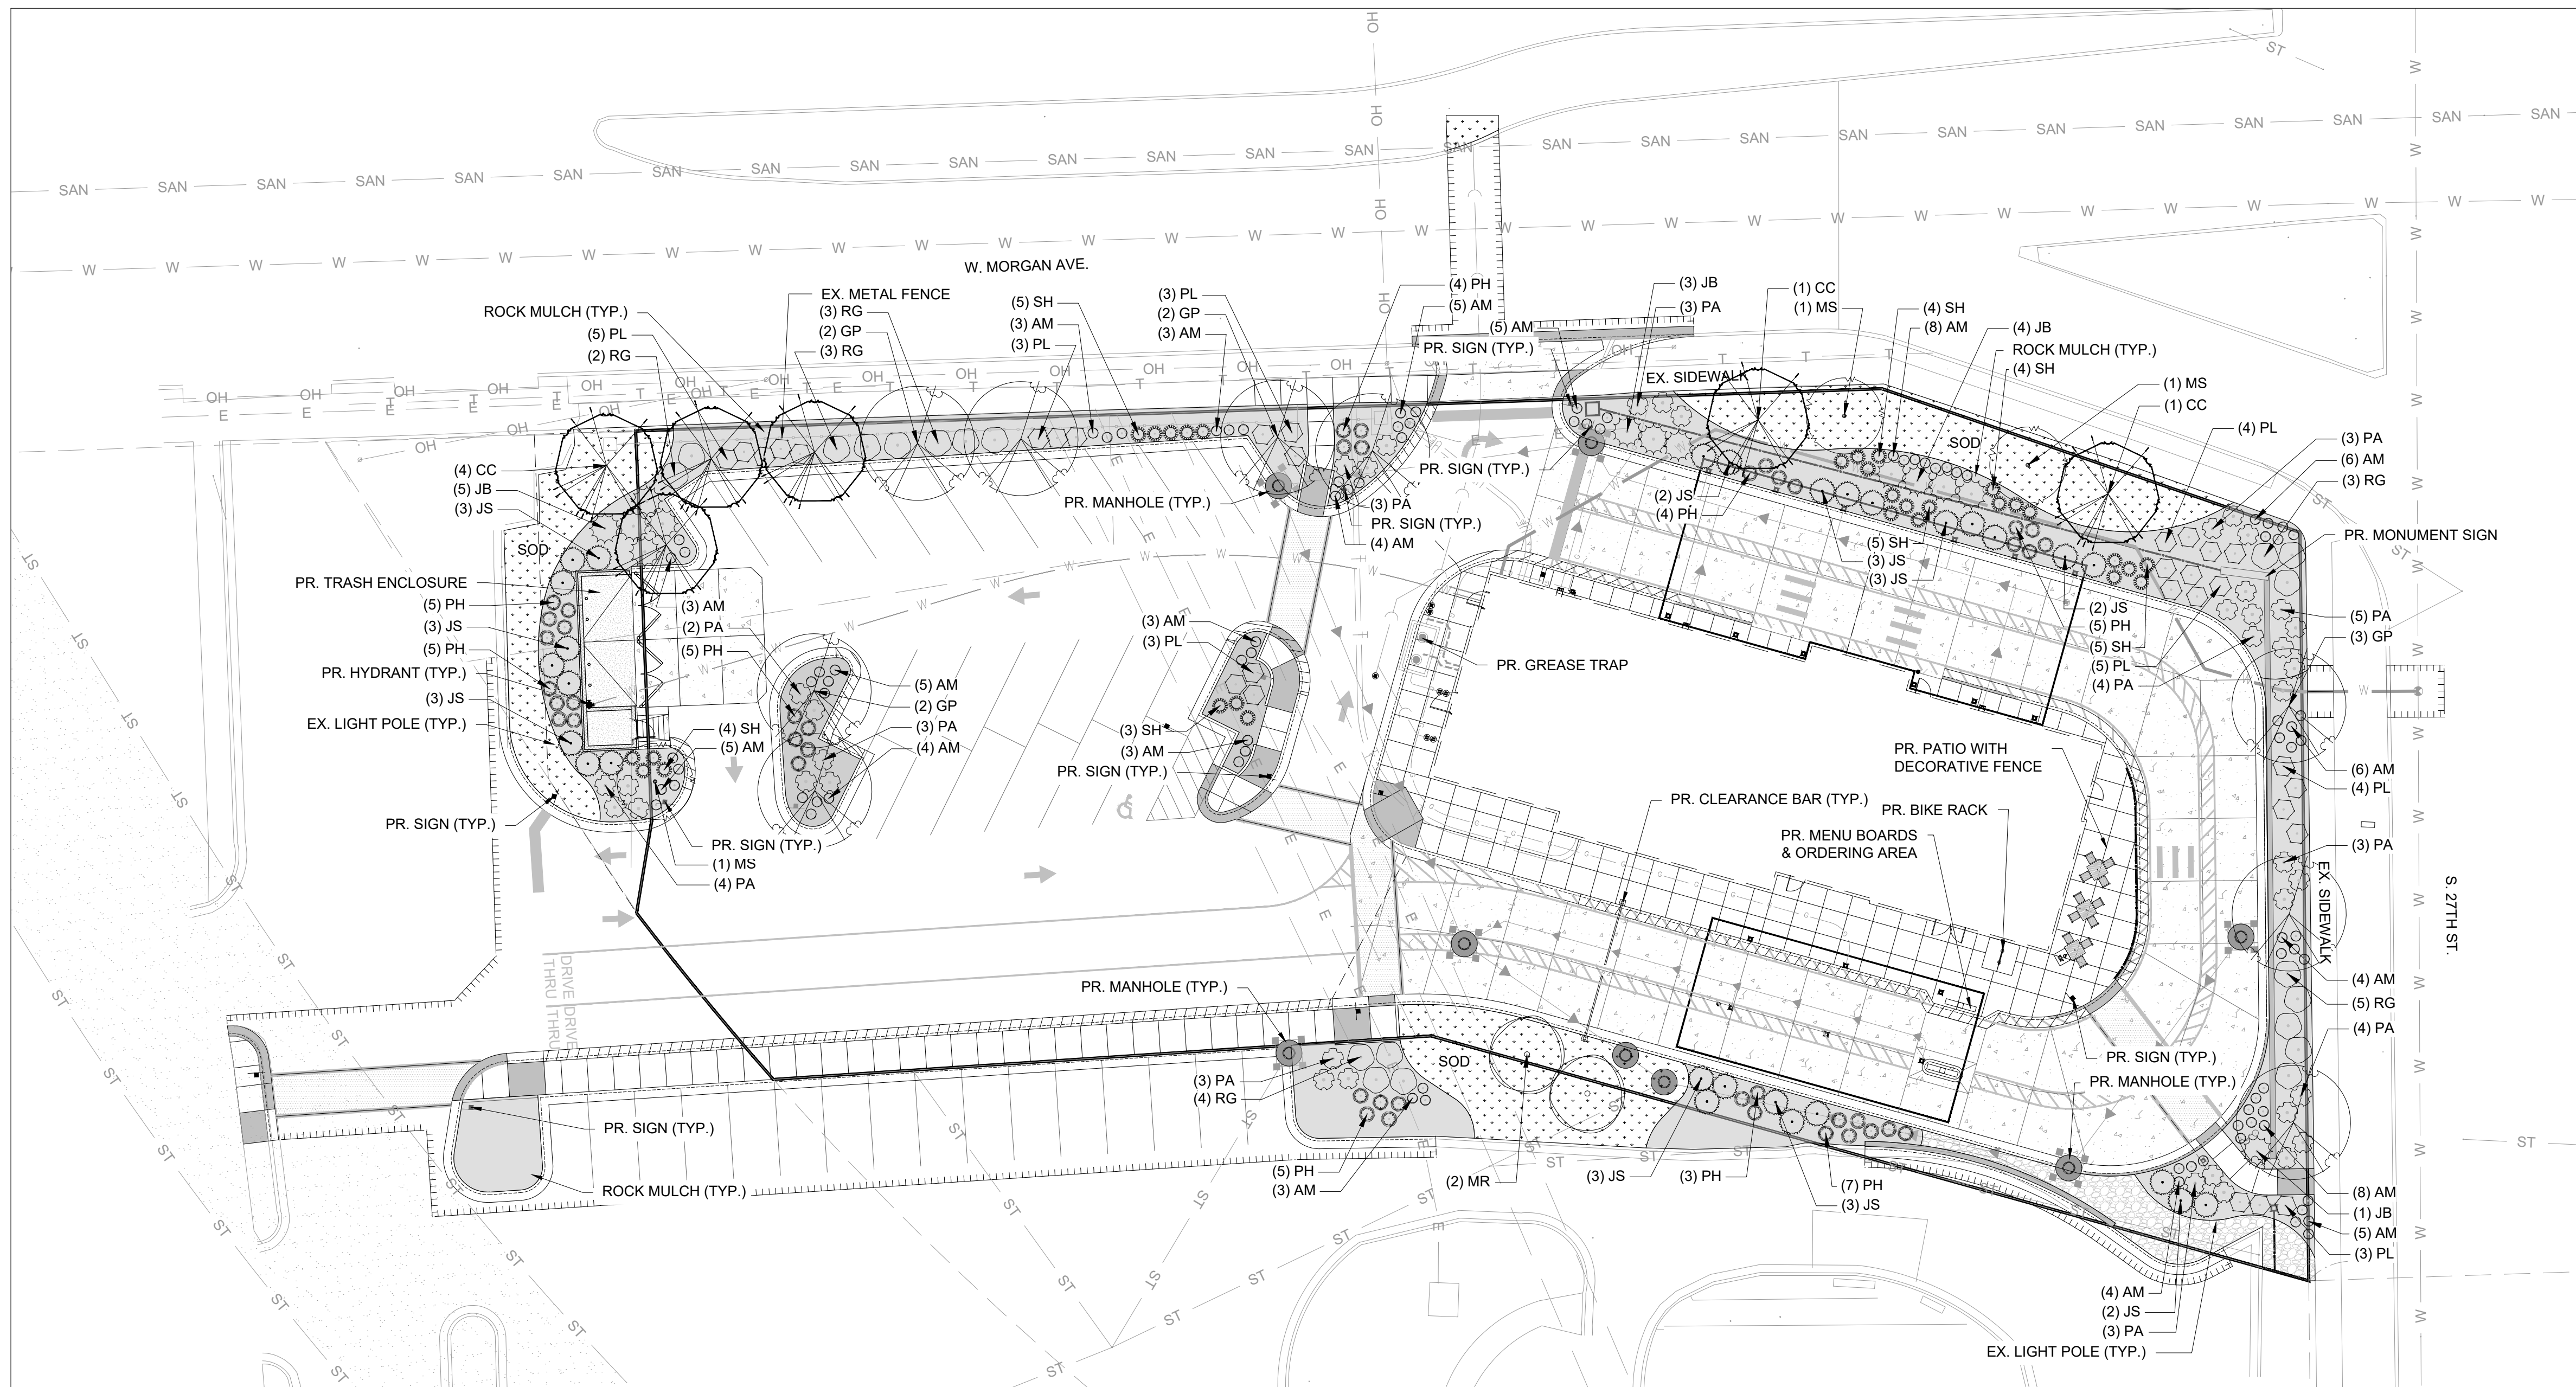 W. MORGAN AVE.
ROCK MULCH (TYP.)
(5) PL
(2) RG
EX. METAL FENCE
(3) RG
(2) GP
(3) RG
(5) SH
(3) AM
(3) PL
(3) PL
(2) GP
(3) AM
(4) PH
(5) AM
(5) AM
PR. SIGN (TYP.)
(3) JB
(3) PA
(1) CC
(1) MS
(4) SH
(8) AM
(4) JB
ROCK MULCH (TYP.)
(4) SH
(1) MS
(1) CC
(4) PL
(3) PA
(6) AM
(3) RG
PR. MONUMENT SIGN
EX. SIDEWALK
SOD
(4) CC
(5) JB
(3) JS
SOD
PR. TRASH ENCLOSURE
(5) PH
(3) JS
(5) PH
PR. HYDRANT (TYP.)
(3) JS
EX. LIGHT POLE (TYP.)
PR. SIGN (TYP.)
(3) AM
(2) PA
(5) PH
(4) SH
(5) AM
PR. SIGN (TYP.)
(1) MS
(4) PA
(5) AM
(2) GP
(3) PA
(4) AM
PR. MANHOLE (TYP.)
PR. SIGN (TYP.)
(3) PA
PR. SIGN (TYP.)
(4) AM
(3) AM
(3) PL
(3) SH
(3) AM
PR. SIGN (TYP.)
(2) JS
(4) PH
(5) SH
(3) JS
(3) JS
PR. GREASE TRAP
(2) JS
(5) PH
(5) SH
(5) PL
(4) PA
(5) PA
(3) GP
PR. PATIO WITH
DECORATIVE FENCE
(6) AM
(4) PL
PR. CLEARANCE BAR (TYP.)
PR. BIKE RACK
PR. MENU BOARDS
& ORDERING AREA
(3) PA
EX. SIDEWALK
S. 27TH ST.
(4) AM
(5) RG
(4) PA
PR. SIGN (TYP.)
PR. MANHOLE (TYP.)
DRIVE THRU
DRIVE THRU
PR. MANHOLE (TYP.)
SOD
(3) PA
(4) RG
PR. SIGN (TYP.)
ROCK MULCH (TYP.)
(5) PH
(3) AM
(2) MR
(3) JS
(3) PH
(7) PH
(3) JS
(8) AM
(1) JB
(5) AM
(3) PL
(4) AM
(2) JS
(3) PA
EX. LIGHT POLE (TYP.)